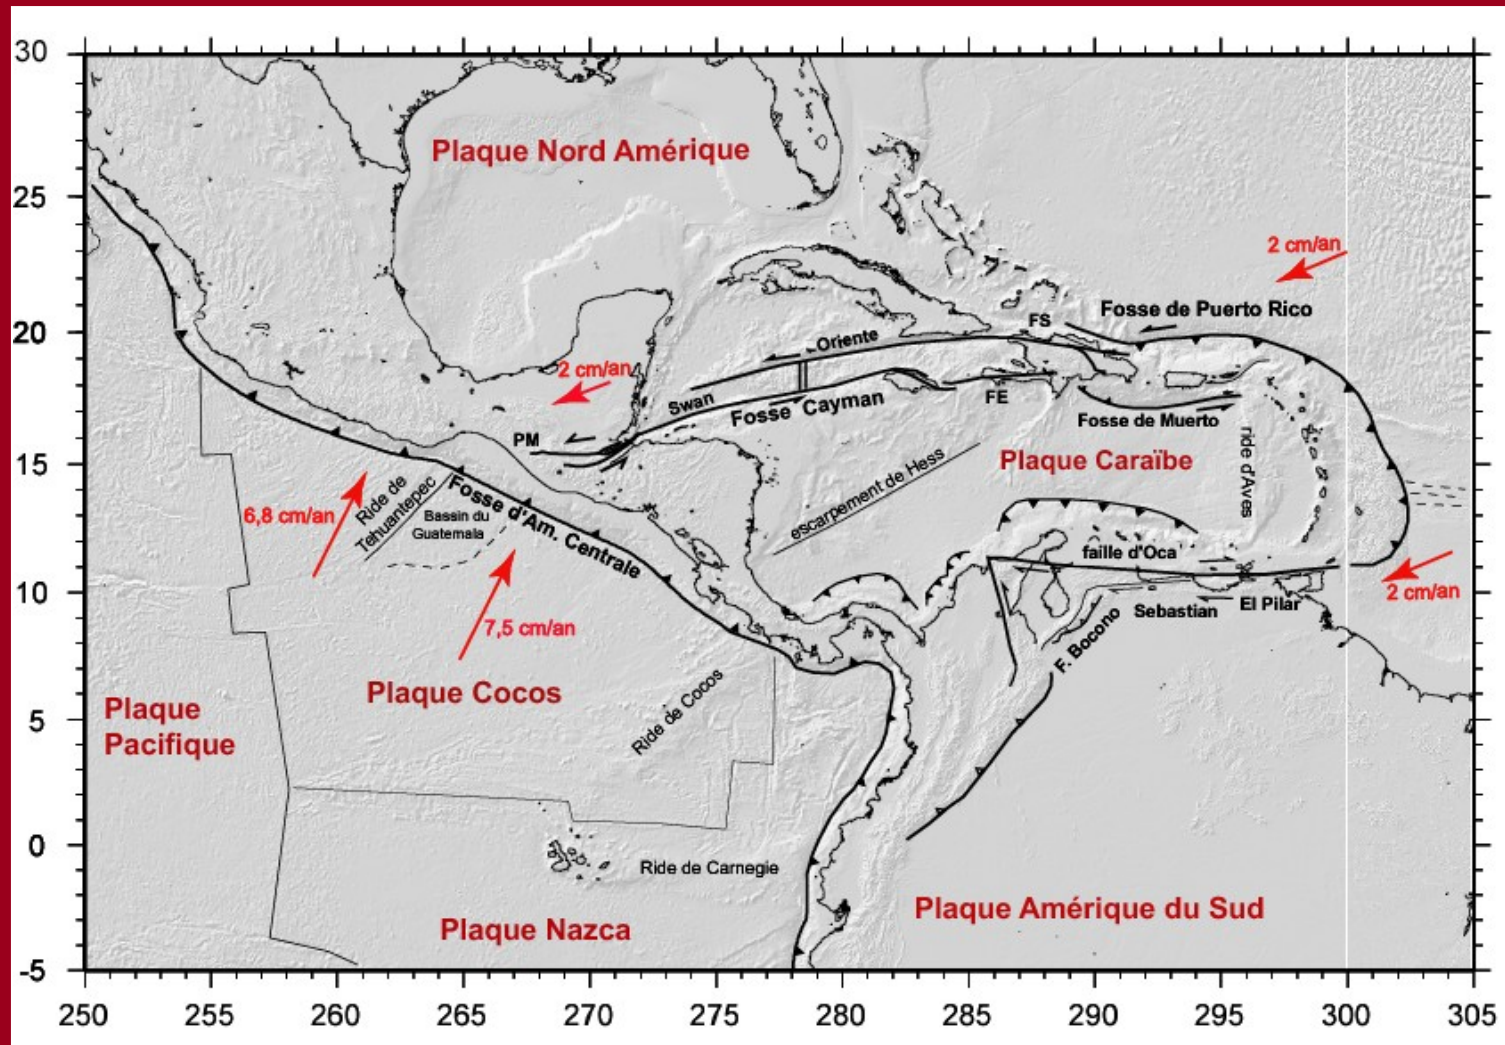 30
25
20
15
10
5
0
-5
250
255
260
265
270
275
280
285
290
295
300
305
Plaque Nord Amérique
2 cm/an
Fosse de Puerto Rico
FS
Oriente
2 cm/an
Swan
Fosse Cayman
FE
Fosse de Muerto
PM
Plaque Caraïbe
ride d'Aves
escarpement de Hess
6,8 cm/an
Ride de
Tehuantepec
Bassin du
Guatemala
Fosse d'Am. Centrale
faille d'Oca
2 cm/an
Sebastian
El Pilar
F. Bocono
7,5 cm/an
Plaque Cocos
Ride de Cocos
Plaque
Pacifique
Ride de Carnegie
Plaque Nazca
Plaque Amérique du Sud